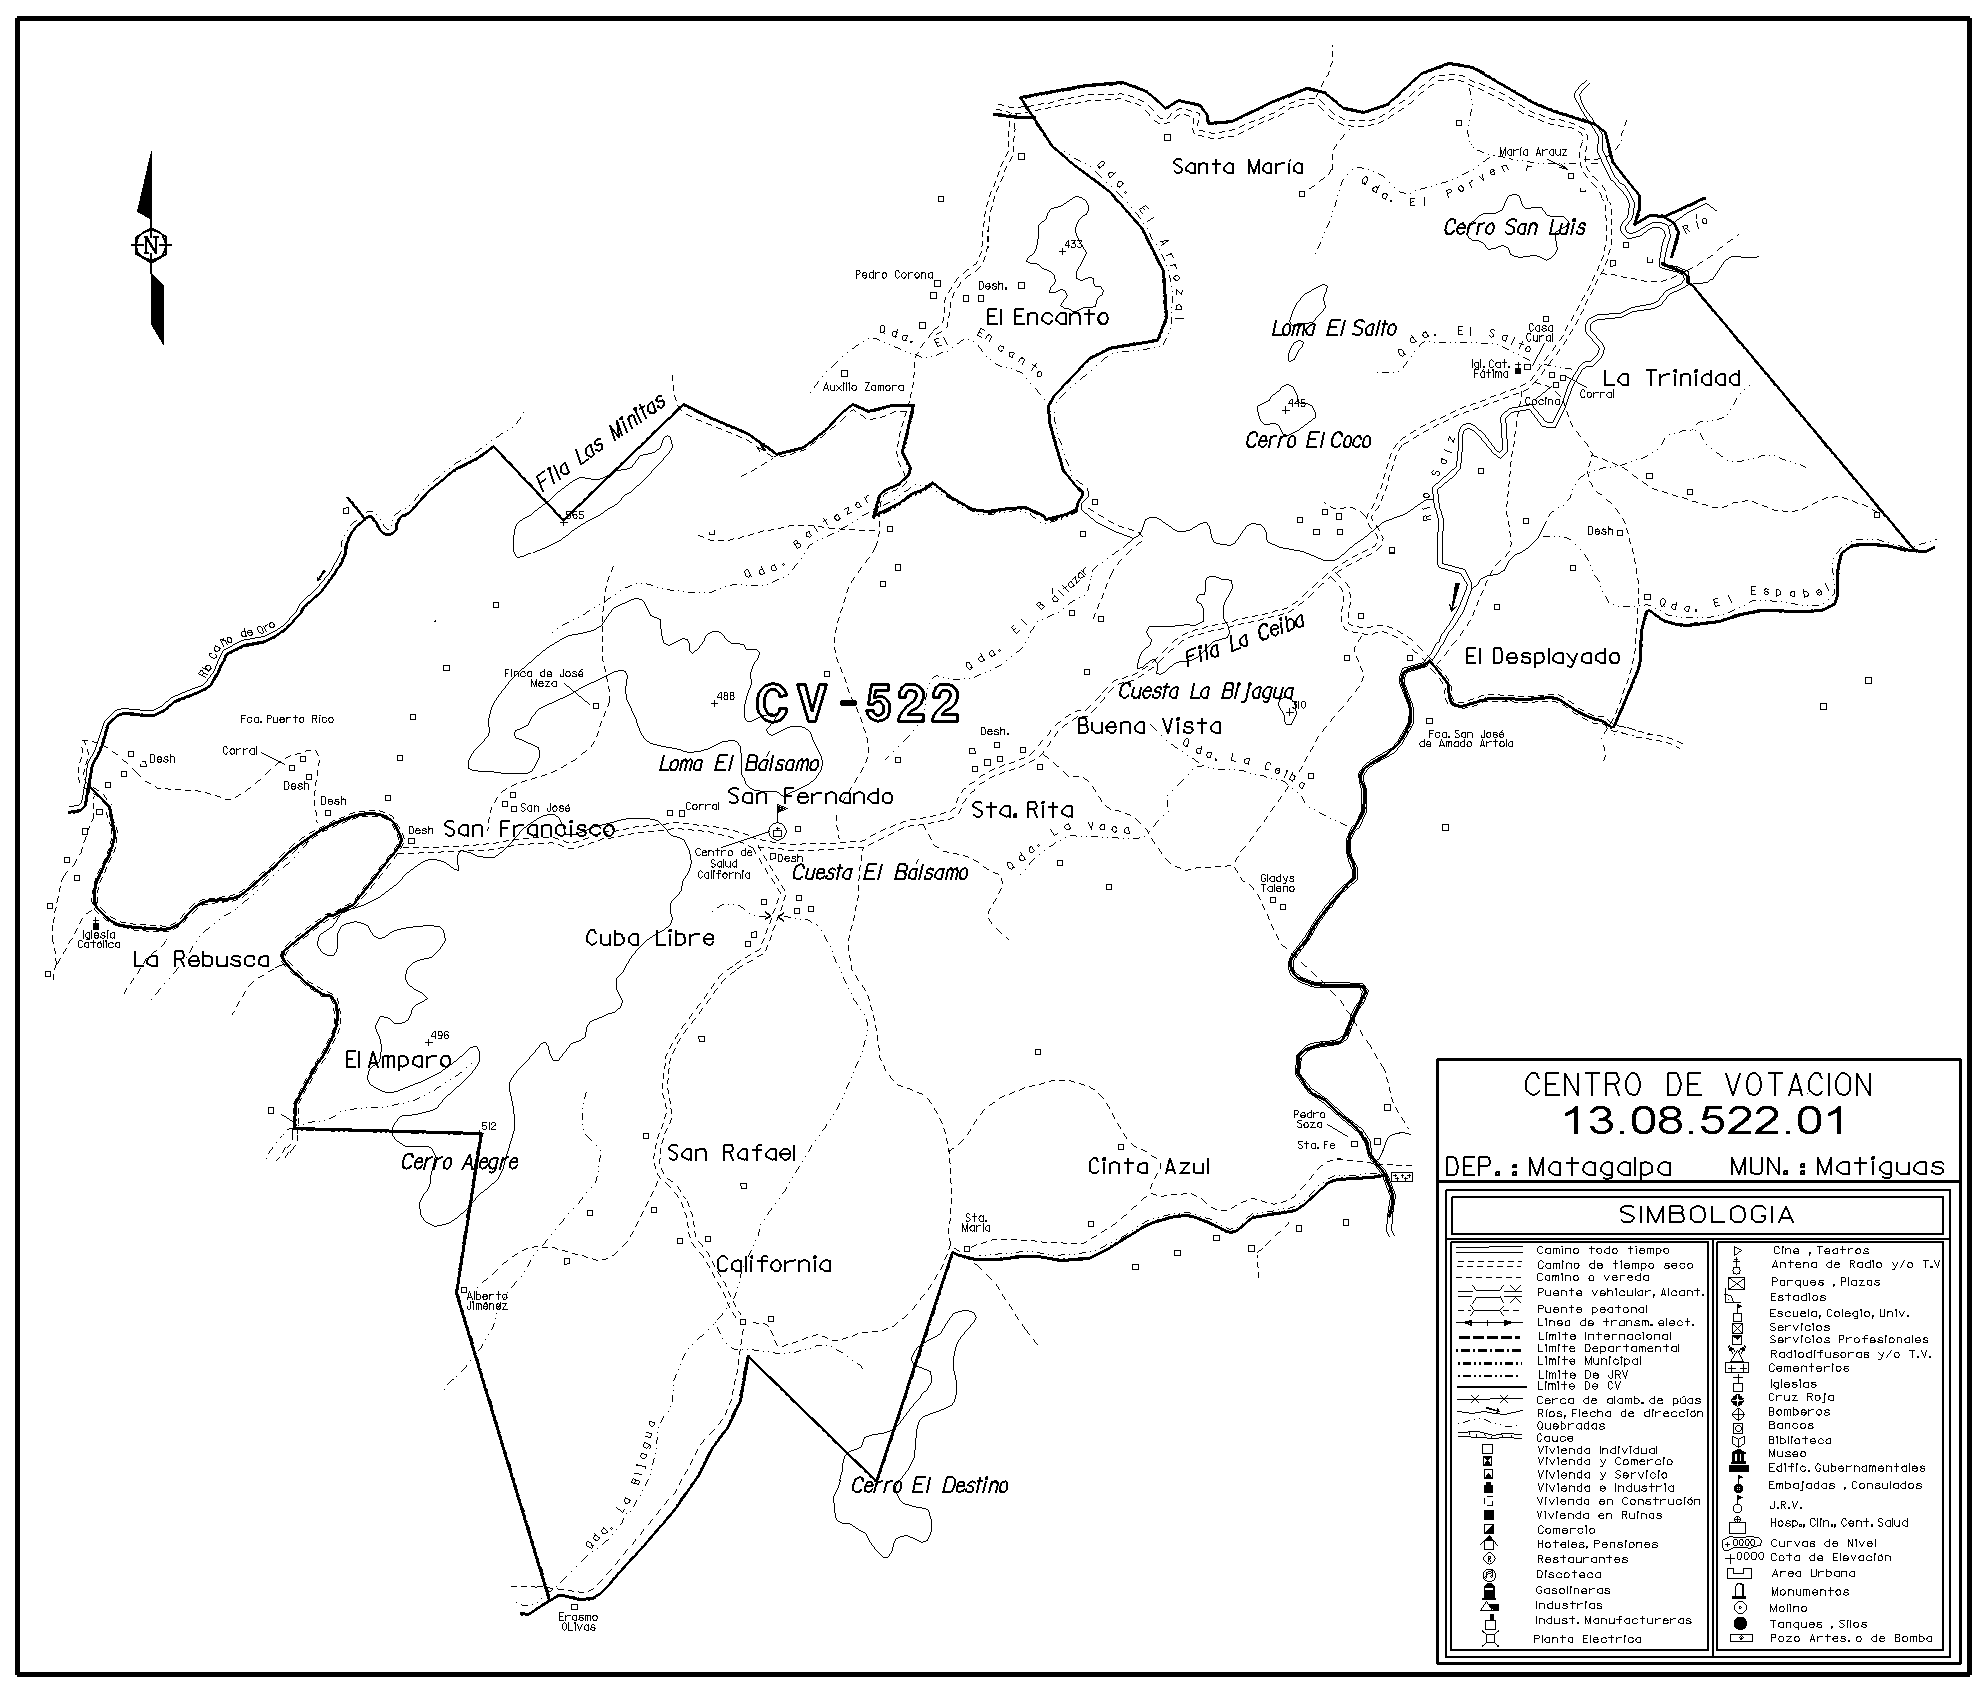 Santa María
María Arauz
Qda. El Porvenir
Cerro San Luis
Río
Qda. El Arrozal
433
N
Pedro Corona
Desh.
El Encanto
Qda. El Encanto
Auxilio Zamora
Loma El Salto
Qda. El Salto
Casa
Cural
Igl. Cat.
Fátima
La Trinidad
Corral
Cocina
445
Cerro El Coco
Río Saiz
Fila Las Minitas
565
Qda. Baltazar
Desh
Qda. El Espabel
Qda. El Baltazar
Río Caño de Oro
Fila La Ceiba
El Desplayado
Finca de José
Meza
488
CV-522
Cuesta La Bijagua
310
Buena Vista
Fca. San José
de Amado Artola
Fca. Puerto Rico
Corral
Desh
Desh
Desh
Desh.
Loma El Bálsamo
Qda. La Ceiba
San Fernando
San José
Corral
Sta. Rita
Desh
San Francisco
Qda. La Vaca
Centro de
Salud
California
Desh
Cuesta El Bálsamo
Gladys
Taleno
Iglesia
Católica
La Rebusca
Cuba Libre
496
El Amparo
512
Cerro Alegre
San Rafael
Cinta Azul
Pedro
Soza
Sta. Fe
Sta.
María
California
Alberto
Jiménez
Qda. La Bijagua
Cerro El Destino
Erasmo
OLivas
CENTRO DE VOTACION
13.08.522.01
DEP. : Matagalpa MUN. : Matiguas
SIMBOLOGIA
Camino todo tiempo
Camino de tiempo seco
Camino o vereda
Puente vehicular, Alcant.
Puente peatonal
Linea de transm. elect.
Limite Internacional
Limite Departamental
Limite Municipal
Limite De JRV
Limite De CV
Cerca de alamb. de púas
Ríos, Flecha de dirección
Quebradas
Cauce
Vivienda Individual
Vivienda y Comercio
Vivienda y Servicio
Vivienda e Industria
Vivienda en Construción
Vivienda en Ruinas
Comercio
Hoteles, Pensiones
R Restaurantes
Discoteca
Gasolineras
Industrias
Indust. Manufactureras
Planta Electrica
Cine , Teatros
Antena de Radio y/o T.V
Parques , Plazas
Estadios
Escuela, Colegio, Univ.
Servicios
Servicios Profesionales
Radiodifusoras y/o T.V.
Cementerios
Iglesias
Cruz Roja
Bomberos
Bancos
Biblioteca
Museo
Edific. Gubernamentales
Embajadas , Consulados
J.R.V.
Hosp., Clin., Cent. Salud
+0000 Curvas de Nivel
+0000 Cota de Elevación
Area Urbana
Monumentos
Molino
Tanques , Silos
Pozo Artes. o de Bomba